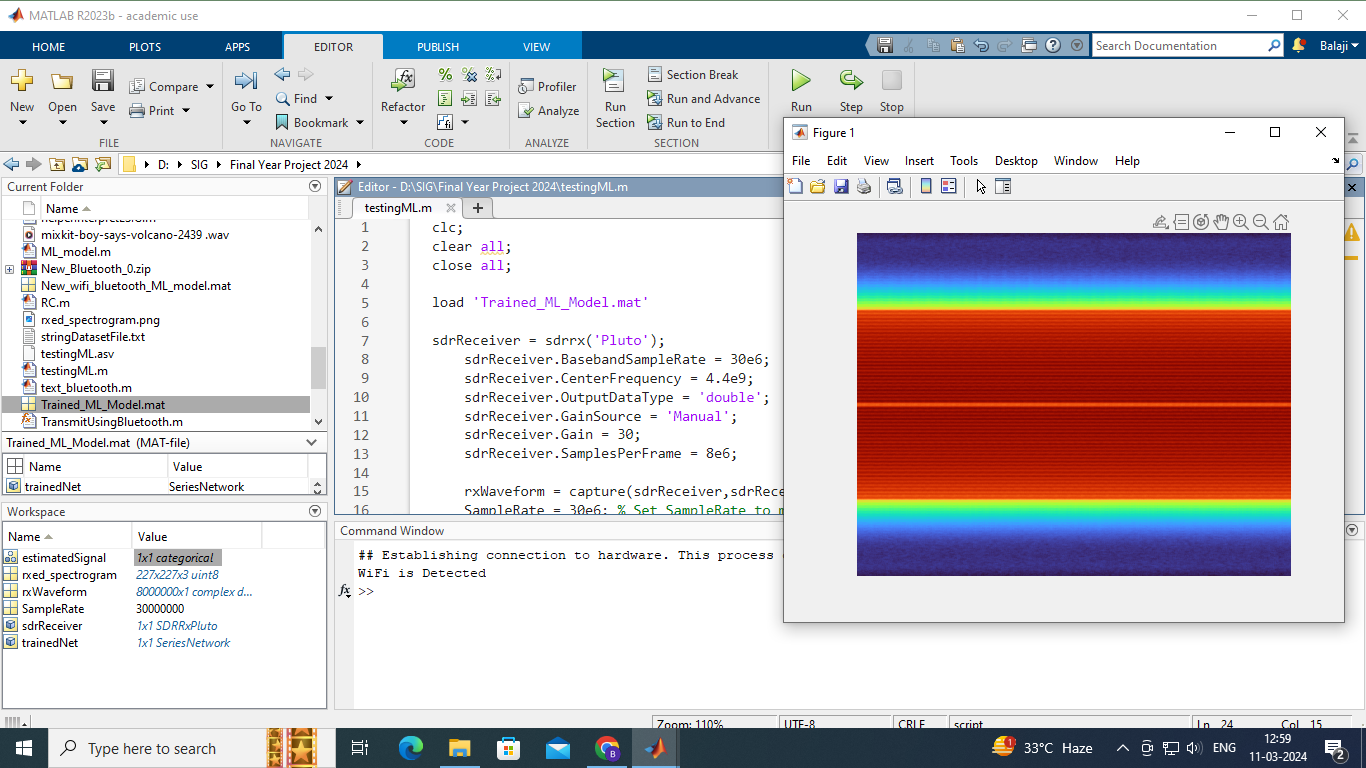 MATLAB R2023b - academic use
HOME PLOTS APPS EDITOR PUBLISH VIEW
Search Documentation
Balaji
New Open Save Compare Print
FILE
Go To Find Bookmark
NAVIGATE
Refactor
CODE
Profiler
Analyze
ANALYZE
Run Section
Section Break
Run and Advance
Run to End
SECTION
Run Step Stop
D: SIG Final Year Project 2024
Current Folder
Name
mixkit-boy-says-volcano-2439 .wav
ML_model.m
New_Bluetooth_0.zip
New_wifi_bluetooth_ML_model.mat
RC.m
rxed_spectrogram.png
stringDatasetFile.txt
testingML.asv
testingML.m
text_bluetooth.m
Trained_ML_Model.mat
TransmitUsingBluetooth.m
Trained_ML_Model.mat (MAT-file)
Name Value
trainedNet SeriesNetwork
Workspace
Name Value
estimatedSignal 1x1 categorical
rxed_spectrogram 227x227x3 uint8
rxWaveform 8000000x1 complex d...
SampleRate 30000000
sdrReceiver 1x1 SDRRxPluto
trainedNet 1x1 SeriesNetwork
Editor - D:\SIG\Final Year Project 2024\testingML.m
testingML.m
1 clc;
2 clear all;
3 close all;
4
5 load 'Trained_ML_Model.mat'
6
7 sdrReceiver = sdrrx('Pluto');
8 sdrReceiver.BasebandSampleRate = 30e6;
9 sdrReceiver.CenterFrequency = 4.4e9;
10 sdrReceiver.OutputDataType = 'double';
11 sdrReceiver.GainSource = 'Manual';
12 sdrReceiver.Gain = 30;
13 sdrReceiver.SamplesPerFrame = 8e6;
14
15 rxWaveform = capture(sdrReceiver,sdrRece
16 SampleRate = 30e6; % Set SampleRate to m
Command Window
## Establishing connection to hardware. This process
WiFi is Detected
fx >>
Figure 1
File Edit View Insert Tools Desktop Window Help
Zoom: 110% UTF-8 CRLF script Ln 24 Col 15
Type here to search
33°C Haze
ENG
12:59
11-03-2024
2